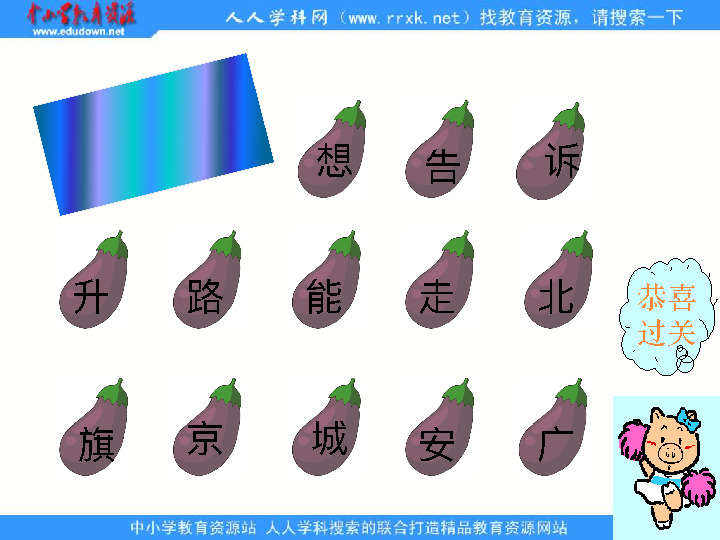 中小学教育资源
www.edudown.net
人人学科网（www.rrxk.net）找教育资源，请搜索一下
想 告 诉
升 路 能 走 北
恭喜
过关
旗 京 城 安 广
中小学教育资源站 人人学科搜索的联合打造精品教育资源网站